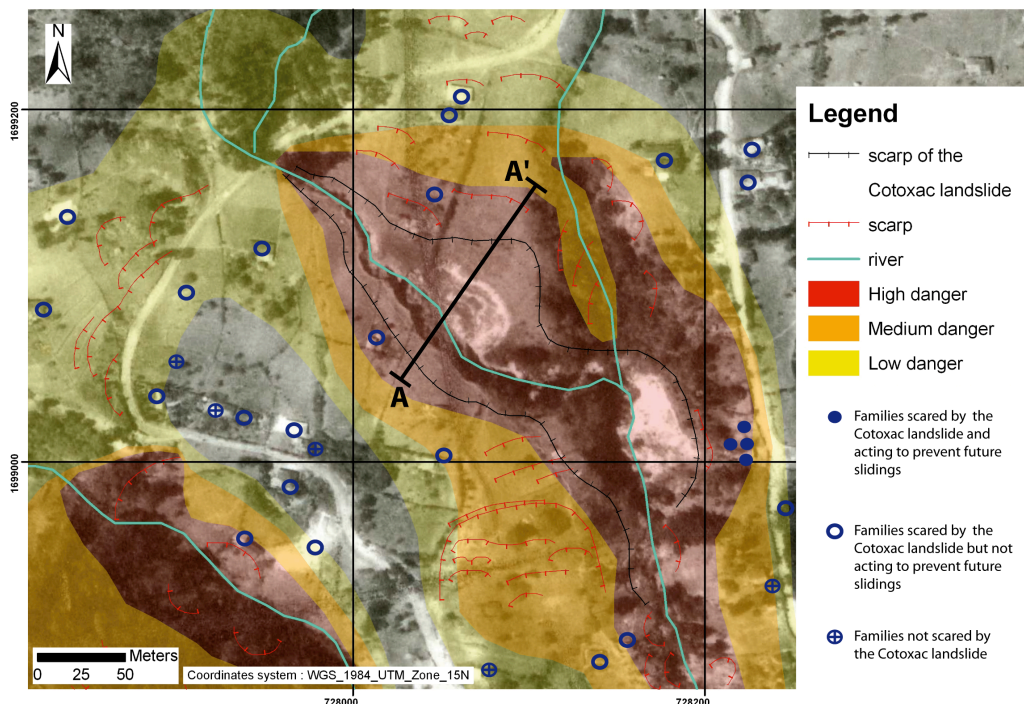 N
1699200
1699000
A'
A
Meters
0 25 50
Coordinates system : WGS_1984_UTM_Zone_15N
728000
728200
Legend
scarp of the
Cotoxac landslide
scarp
river
High danger
Medium danger
Low danger
Families scared by the
Cotoxac landslide and
acting to prevent future
slidings
Families scared by the
Cotoxac landslide but not
acting to prevent future
slidings
Families not scared by
the Cotoxac landslide